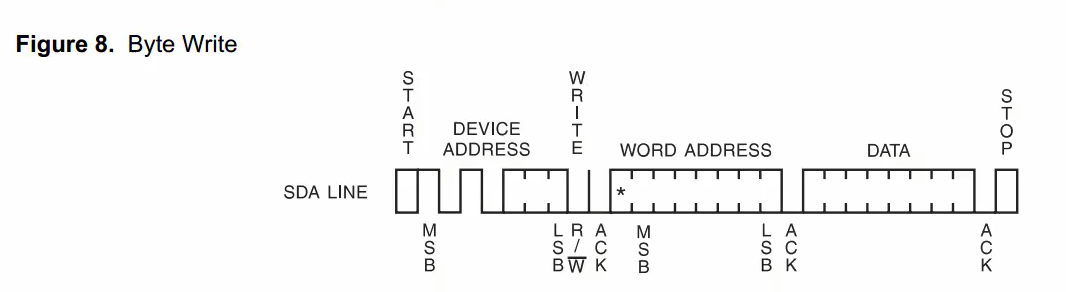 Figure 8. Byte Write
START
DEVICE
ADDRESS
WRITE
WORD ADDRESS
DATA
STOP
SDA LINE
*
MSB
LSB
R/W̅
ACK
MSB
LSB
ACK
ACK